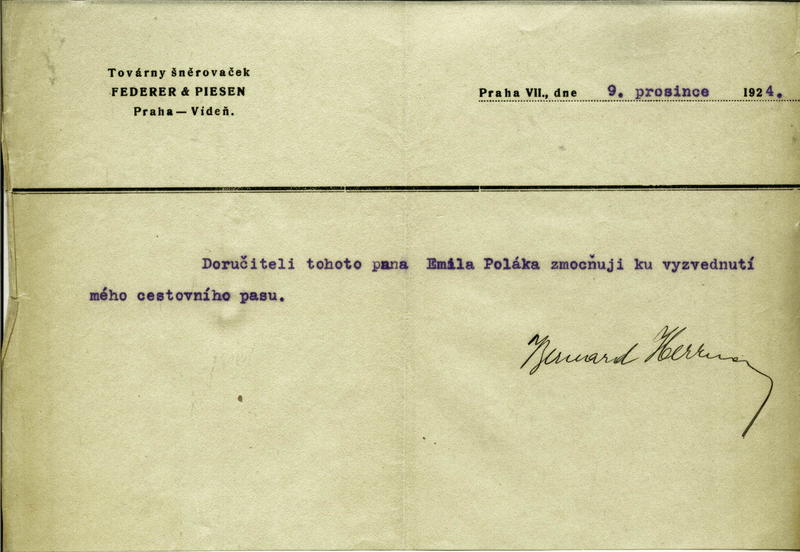 Továrny šněrovaček
FEDERER & PIESEN
Praha — Vídeň.
Praha VII., dne 9. prosince 1924.
Doručiteli tohoto pana Emila Poláka zmocňuji ku vyzvednutí
mého cestovního pasu.
Bernard